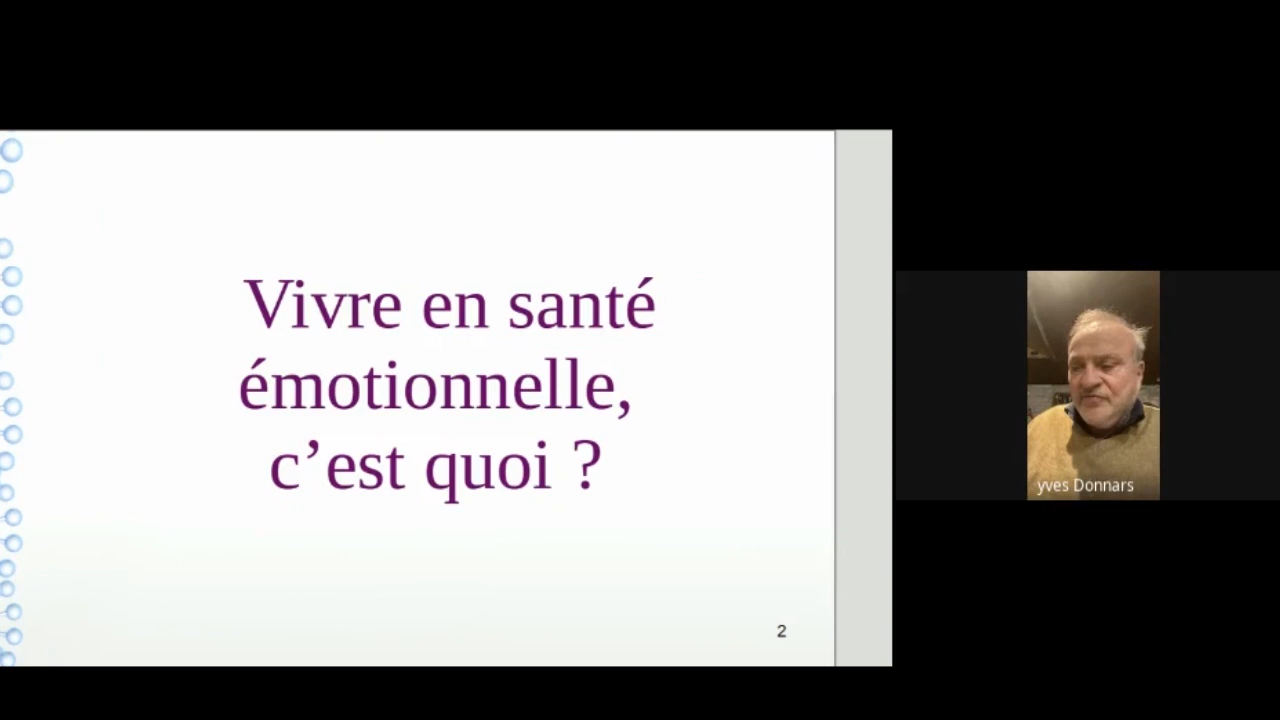 Vivre en santé
émotionnelle,
c’est quoi ?
2
yves Donnars